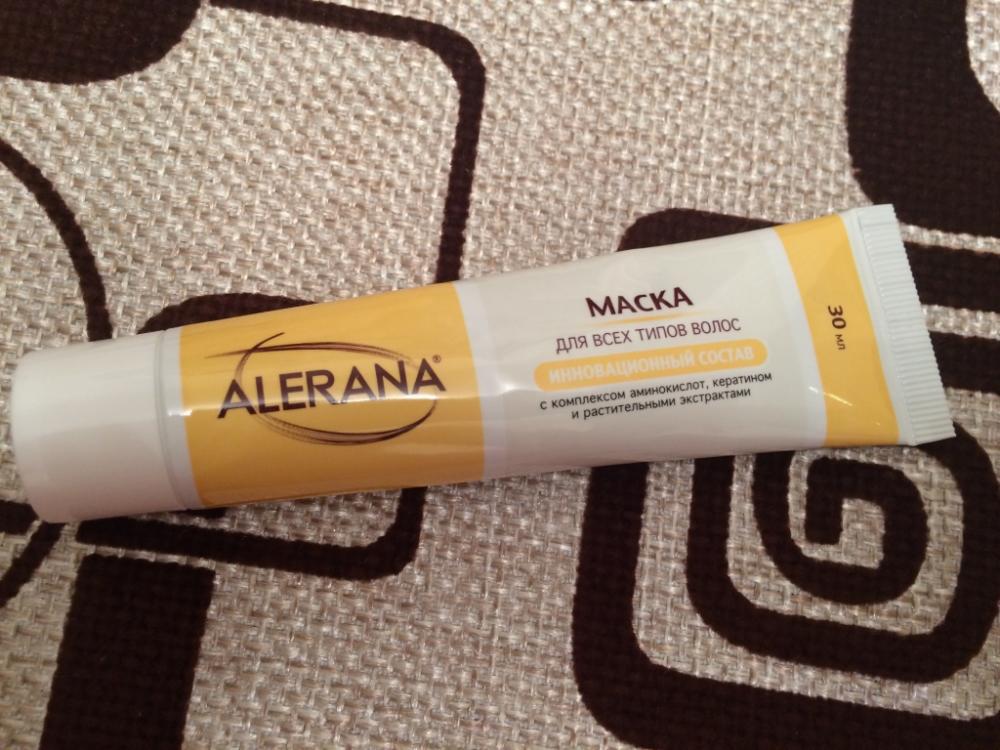 ALERANA®
МАСКА
ДЛЯ ВСЕХ ТИПОВ ВОЛОС
ИННОВАЦИОННЫЙ СОСТАВ
с комплексом аминокислот, кератином
и растительными экстрактами
30 мл